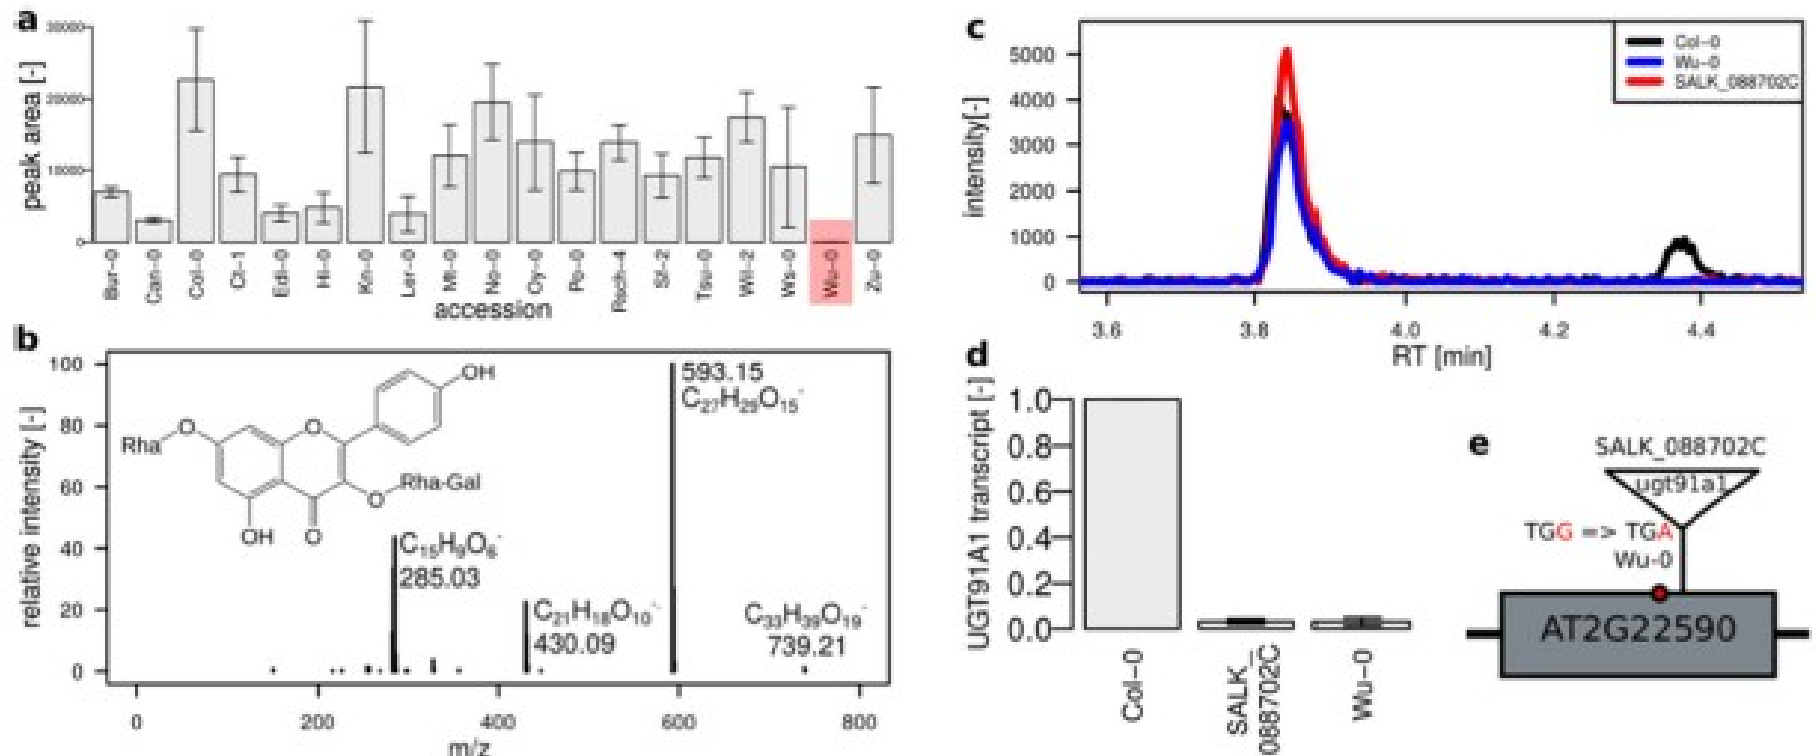 a
peak area [-]
30000
20000
10000
0
Bur-0
Can-0
Col-0
Ct-1
Edi-0
Hi-0
Kn-0
Ler-0
Mt-0
No-0
Oy-0
Po-0
Rsch-4
Sf-2
Tsu-0
Wil-2
Ws-0
Wu-0
Zu-0
accession
b
relative intensity [-]
100
80
60
40
20
0
0
200
400
600
800
m/z
OH
O
O
Rha
Rha-Gal
O
OH
O
593.15
C₂₇H₂₉O₁₅⁻
C₁₅H₉O₆⁻
285.03
C₂₁H₁₈O₁₀⁻
430.09
C₃₃H₃₉O₁₉⁻
739.21
c
intensity[-]
5000
4000
3000
2000
1000
0
3.6
3.8
4.0
4.2
4.4
RT [min]
Col-0
Wu-0
SALK_088702C
d
UGT91A1 transcript [-]
1.0
0.8
0.6
0.4
0.2
0.0
Col-0
SALK_
088702C
Wu-0
e
SALK_088702C
ugt91a1
TGG => TGA
Wu-0
AT2G22590